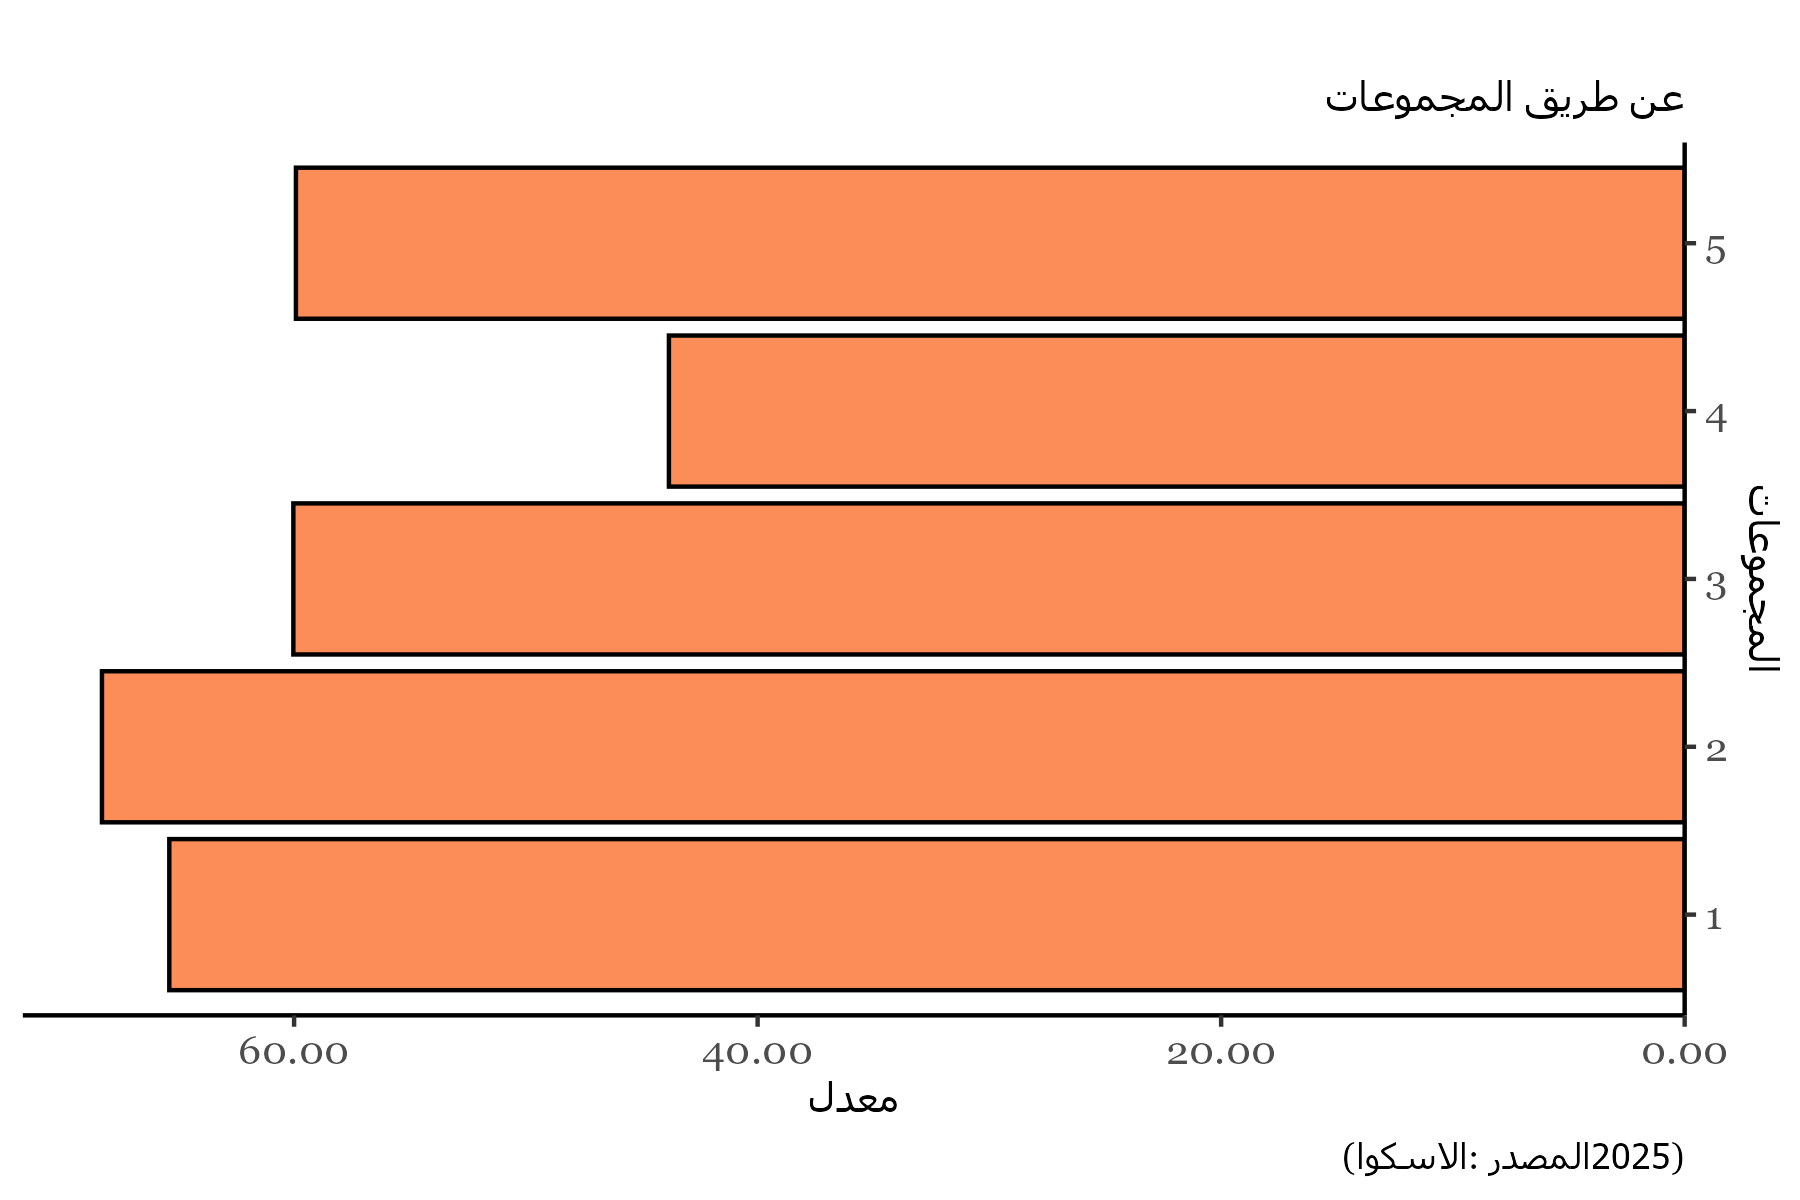 عن طريق المجموعات
5
4
3
2
1
المجموعات
60.00 40.00 20.00 0.00
معدل
(2025المصدر :الاسكوا)